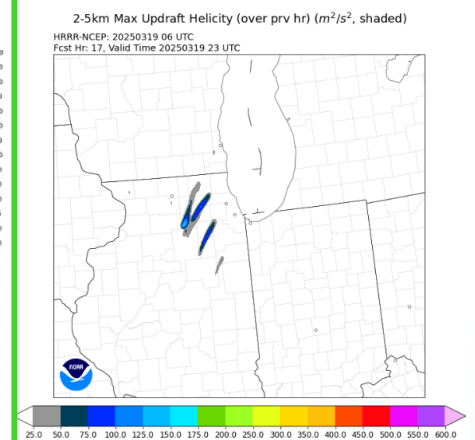 2-5km Max Updraft Helicity (over prv hr) (m²/s², shaded)
HRRR-NCEP: 20250319 06 UTC
Fcst Hr: 17, Valid Time 20250319 23 UTC
NOAA
25.0 50.0 75.0 100.0 125.0 150.0 175.0 200.0 250.0 300.0 350.0 400.0 450.0 500.0 550.0 600.0